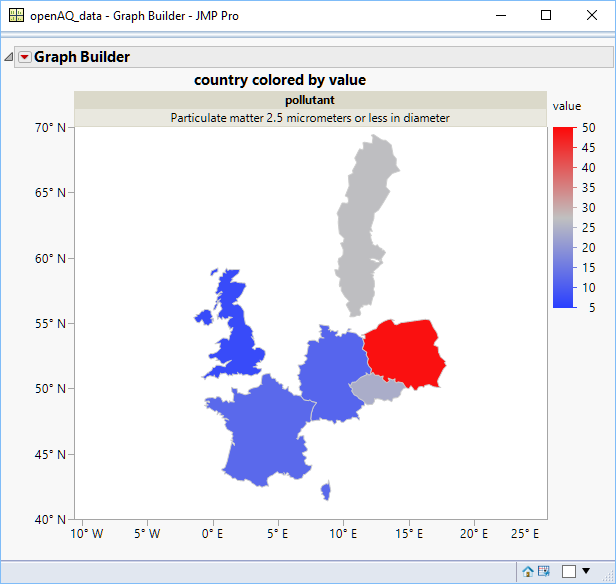 openAQ_data - Graph Builder - JMP Pro
Graph Builder
country colored by value
pollutant
Particulate matter 2.5 micrometers or less in diameter
value
70° N
65° N
60° N
55° N
50° N
45° N
40° N
10° W 5° W 0° E 5° E 10° E 15° E 20° E 25° E
50
45
40
35
30
25
20
15
10
5